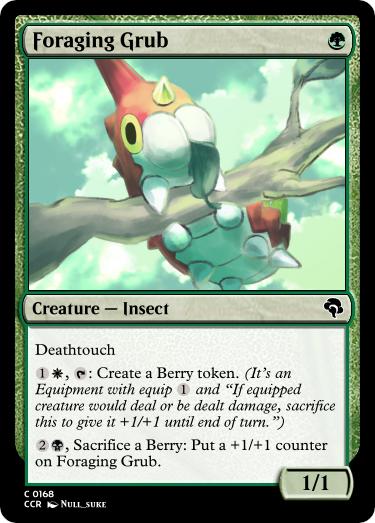 Foraging Grub
Creature — Insect
Deathtouch
1, : Create a Berry token. (It's an
Equipment with equip 1 and "If equipped
creature would deal or be dealt damage, sacrifice
this to give it +1/+1 until end of turn.")
2, Sacrifice a Berry: Put a +1/+1 counter
on Foraging Grub.
1/1
C 0168
CCR Null_suke